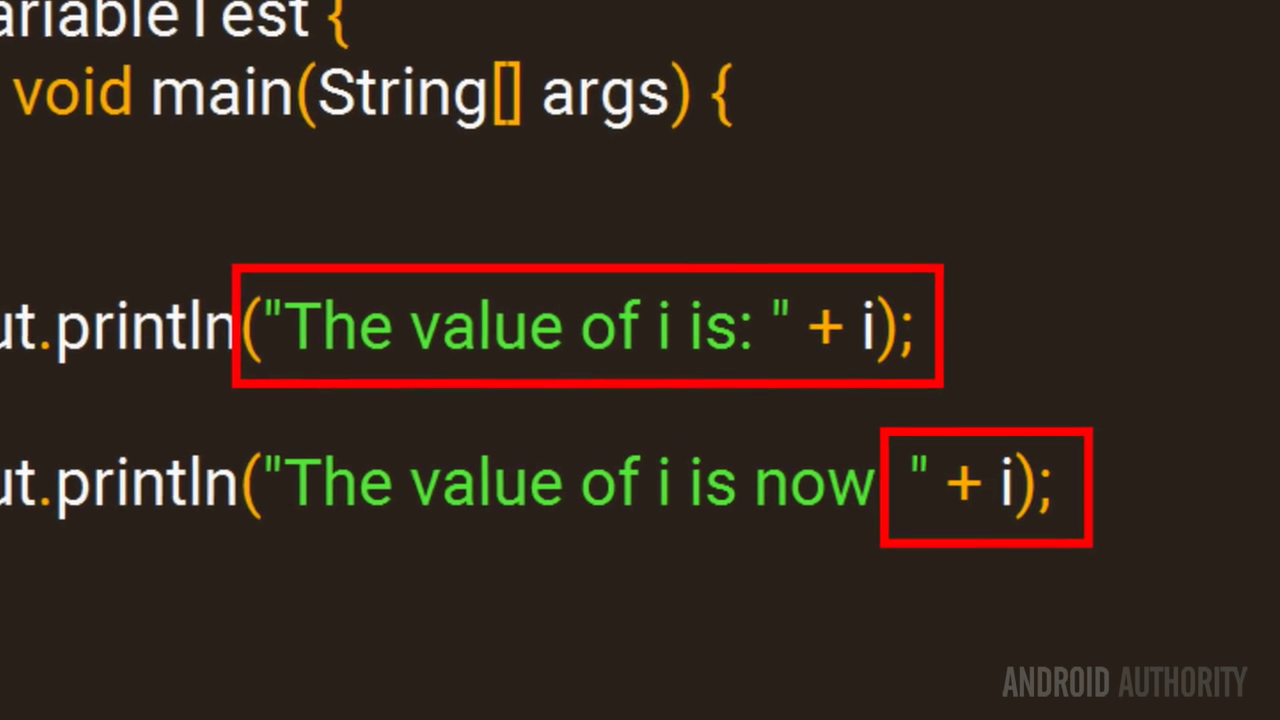 ariableTest {
void main(String[] args) {
ut.println("The value of i is: " + i);
ut.println("The value of i is now " + i);
ANDROID AUTHORITY